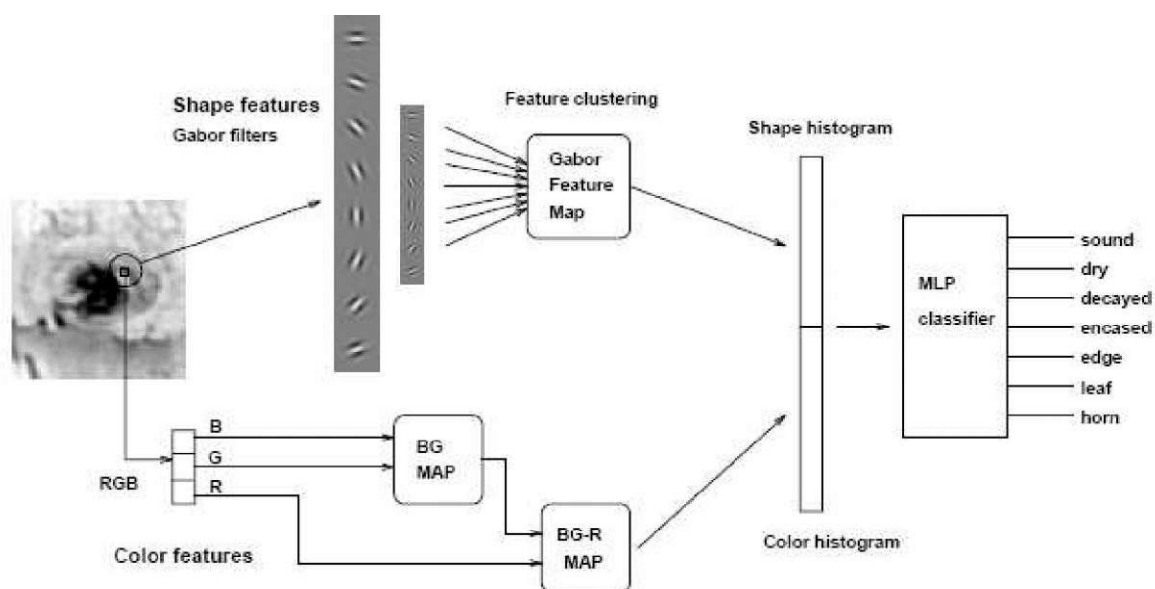 Shape features
Gabor filters
Feature clustering
Gabor
Feature
Map
Shape histogram
MLP
classifier
sound
dry
decayed
encased
edge
leaf
horn
RGB
B
G
R
BG
MAP
BG-R
MAP
Color features
Color histogram